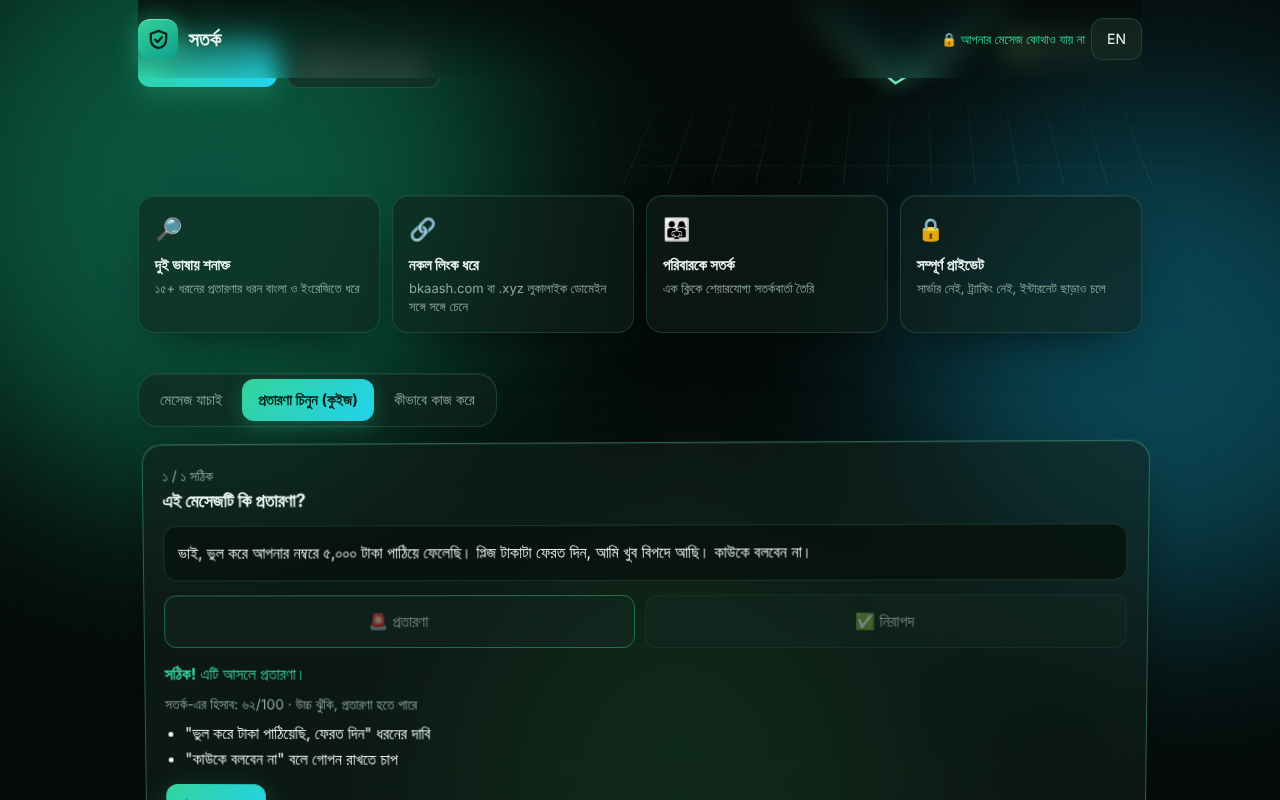 সতর্ক
🔒 আপনার মেসেজ কোথাও যায় না
EN
দুই ভাষায় শনাক্ত
১৫+ ধরনের প্রতারণার ধরন বাংলা ও ইংরেজিতে ধরে
নকল লিংক ধরে
bkaash.com বা .xyz লুকালাইক ডোমেইন
সঙ্গে সঙ্গে চেনে
পরিবারকে সতর্ক
এক ক্লিকে শেয়ারযোগ্য সতর্কবার্তা তৈরি
সম্পূর্ণ প্রাইভেট
সার্ভার নেই, ট্র্যাকিং নেই, ইন্টারনেট ছাড়াও চলে
মেসেজ যাচাই
প্রতারণা চিনুন (কুইজ)
কীভাবে কাজ করে
১ / ১ সঠিক
এই মেসেজটি কি প্রতারণা?
ভাই, ভুল করে আপনার নম্বরে ৫,০০০ টাকা পাঠিয়ে ফেলেছি। প্লিজ টাকাটা ফেরত দিন, আমি খুব বিপদে আছি। কাউকে বলবেন না।
🚨 প্রতারণা
✅ নিরাপদ
সঠিক! এটি আসলে প্রতারণা।
সতর্ক-এর হিসাব: ৬২/100 · উচ্চ ঝুঁকি, প্রতারণা হতে পারে
• "ভুল করে টাকা পাঠিয়েছি, ফেরত দিন" ধরনের দাবি
• "কাউকে বলবেন না" বলে গোপন রাখতে চাপ